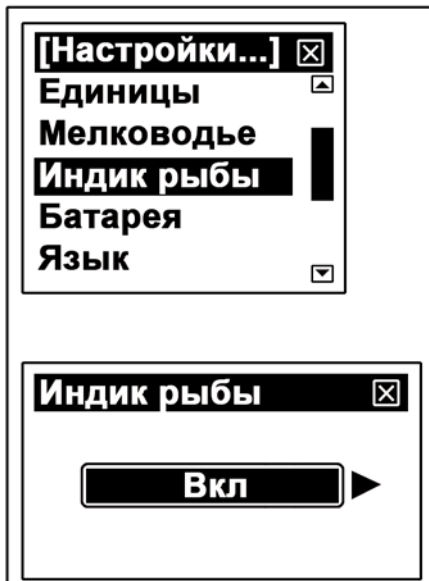 [Настройки...]
Единицы
Мелководье
Индик рыбы
Батарея
Язык
Индик рыбы
Вкл